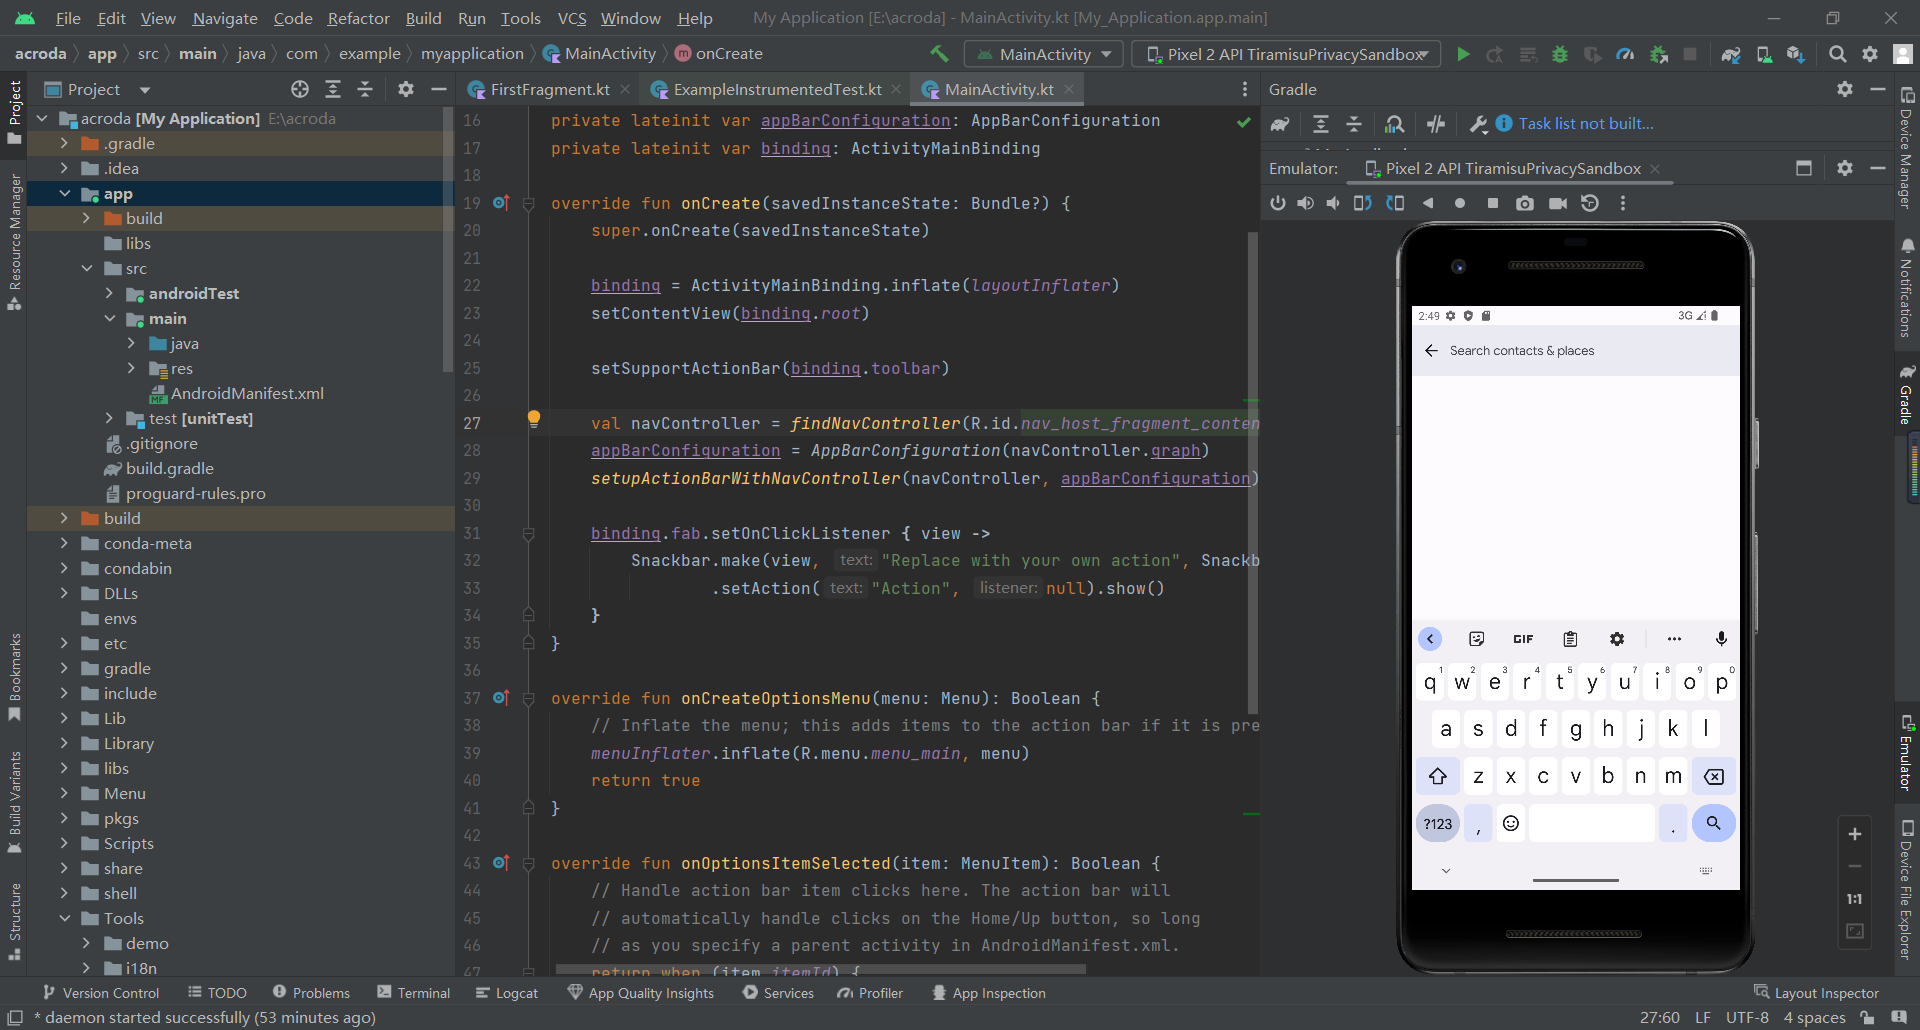 File Edit View Navigate Code Refactor Build Run Tools VCS Window Help My Application [E:\acroda] - MainActivity.kt [My_Application.app.main]
acroda app src main java com example myapplication MainActivity onCreate MainActivity Pixel 2 API TiramisuPrivacySandbox
Project
FirstFragment.kt ExampleInstrumentedTest.kt MainActivity.kt
Gradle
Task list not built...
Emulator: Pixel 2 API TiramisuPrivacySandbox
Project
Resource Manager
Bookmarks
Build Variants
Structure
acroda [My Application] E:\acroda
.gradle
.idea
app
build
libs
src
androidTest
main
java
res
AndroidManifest.xml
test [unitTest]
.gitignore
build.gradle
proguard-rules.pro
build
conda-meta
condabin
DLLs
envs
etc
gradle
include
Lib
Library
libs
Menu
pkgs
Scripts
share
shell
Tools
demo
i18n
16 private lateinit var appBarConfiguration: AppBarConfiguration
17 private lateinit var binding: ActivityMainBinding
18
19 override fun onCreate(savedInstanceState: Bundle?) {
20 super.onCreate(savedInstanceState)
21
22 binding = ActivityMainBinding.inflate(layoutInflater)
23 setContentView(binding.root)
24
25 setSupportActionBar(binding.toolbar)
26
27 val navController = findNavController(R.id.nav_host_fragment_conten
28 appBarConfiguration = AppBarConfiguration(navController.graph)
29 setupActionBarWithNavController(navController, appBarConfiguration)
30
31 binding.fab.setOnClickListener { view ->
32 Snackbar.make(view, text: "Replace with your own action", Snackb
33 .setAction( text: "Action", listener: null).show()
34 }
35 }
36
37 override fun onCreateOptionsMenu(menu: Menu): Boolean {
38 // Inflate the menu; this adds items to the action bar if it is pre
39 menuInflater.inflate(R.menu.menu_main, menu)
40 return true
41 }
42
43 override fun onOptionsItemSelected(item: MenuItem): Boolean {
44 // Handle action bar item clicks here. The action bar will
45 // automatically handle clicks on the Home/Up button, so long
46 // as you specify a parent activity in AndroidManifest.xml.
47 return when (item.itemId) {
2:49 3G
Search contacts & places
GIF
q1 w2 e3 r4 t5 y6 u7 i8 o9 p0
a s d f g h j k l
z x c v b n m
?123 , .
1:1
Device Manager
Notifications
Gradle
Emulator
Device File Explorer
Version Control TODO Problems Terminal Logcat App Quality Insights Services Profiler App Inspection Layout Inspector
* daemon started successfully (53 minutes ago) 27:60 LF UTF-8 4 spaces